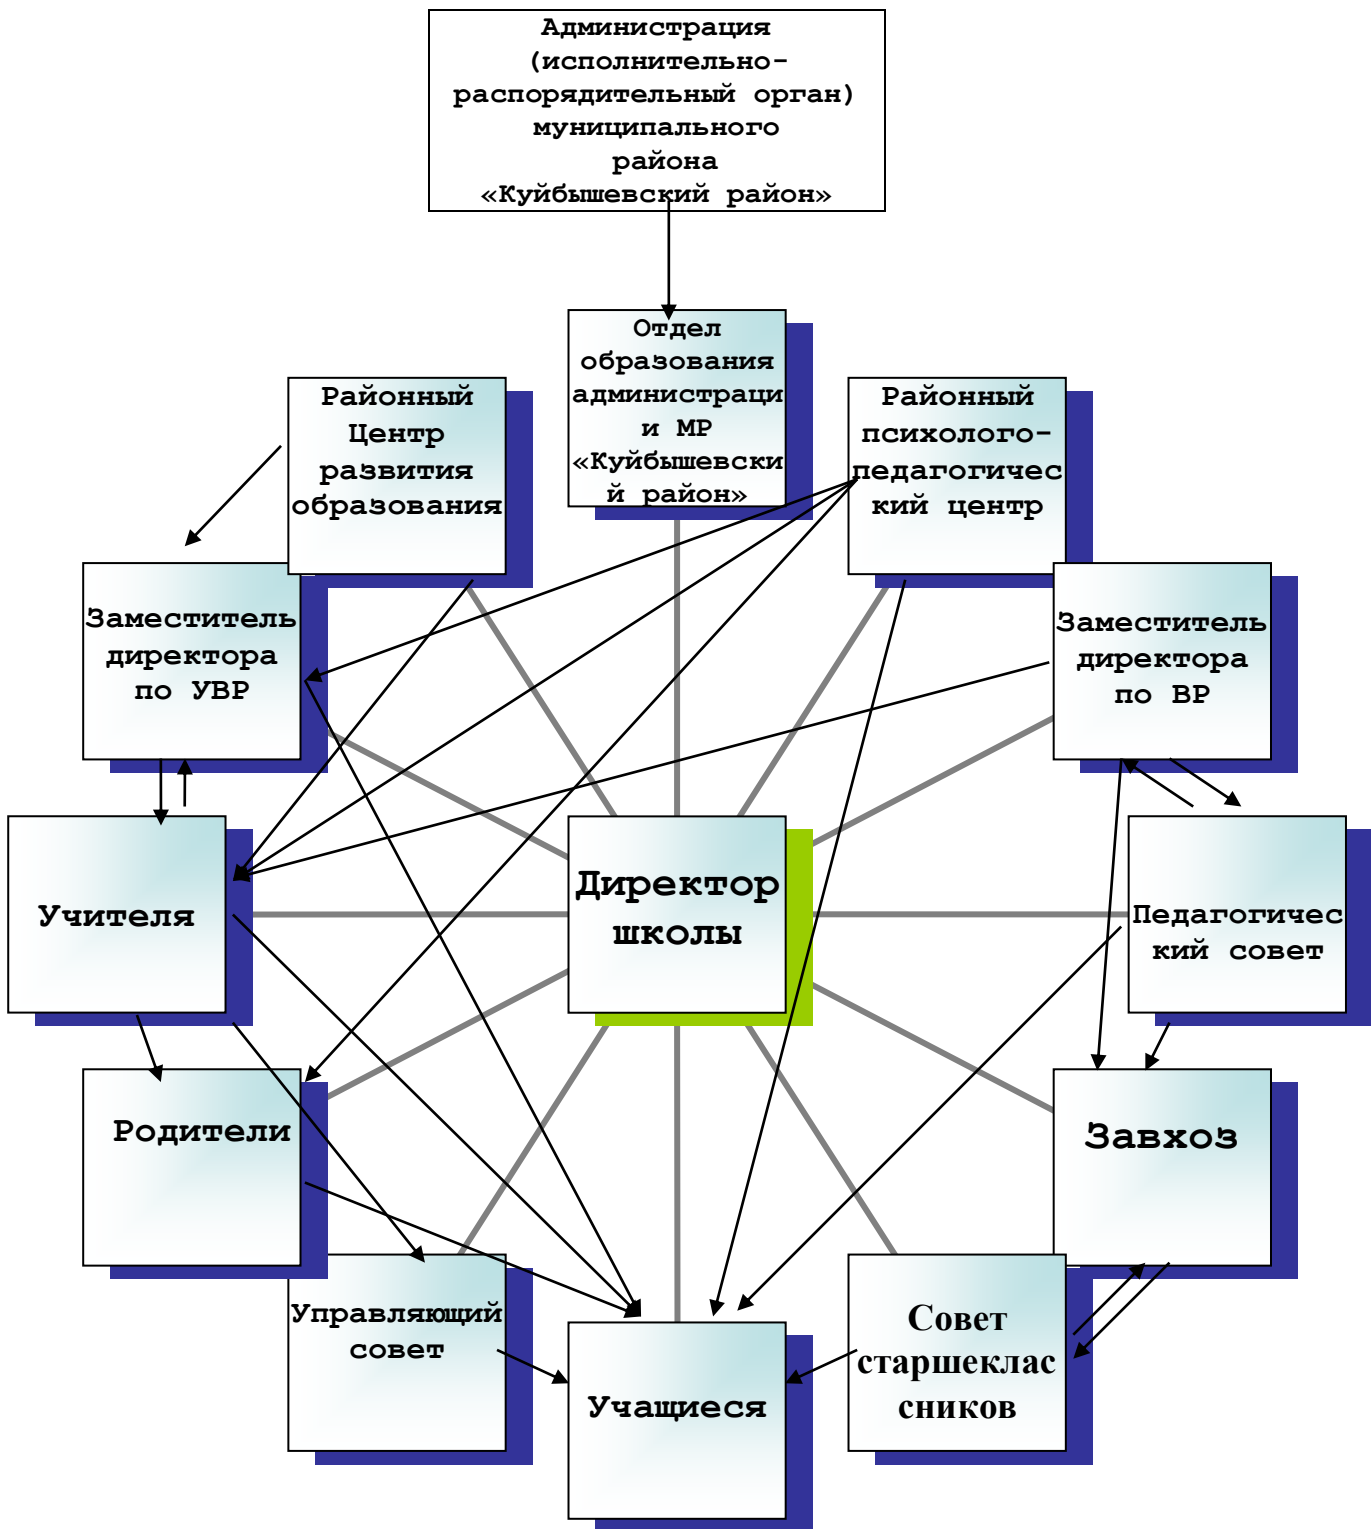 Администрация
(исполнительно-
распорядительный орган)
муниципального
района
«Куйбышевский район»
Отдел
образования
администраци
и МР
«Куйбышевски
й район»
Районный
Центр
развития
образования
Районный
психолого-
педагогичес
кий центр
Заместитель
директора
по УВР
Заместитель
директора
по ВР
Учителя
Директор
школы
Педагогичес
кий совет
Родители
Завхоз
Управляющий
совет
Учащиеся
Совет
старшеклас
сников